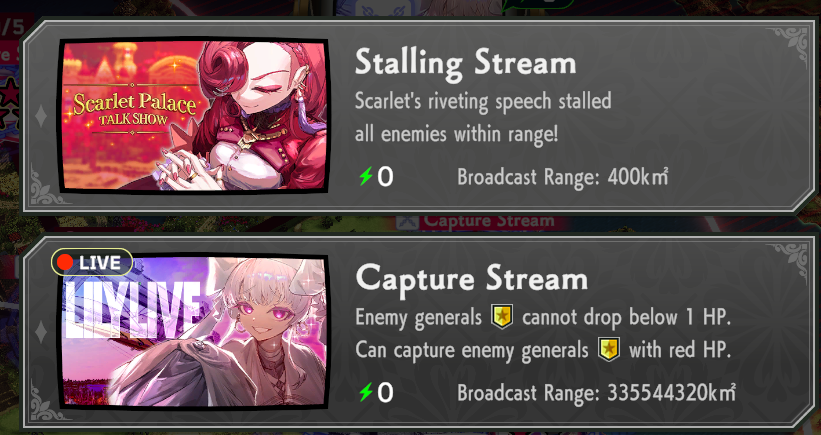 /5
Stalling Stream
Scarlet Palace
TALK SHOW
Scarlet's riveting speech stalled
all enemies within range!
0
Broadcast Range: 400k㎡
Capture Stream
LIVE
LILYLIVE
Capture Stream
Enemy generals cannot drop below 1 HP.
Can capture enemy generals with red HP.
0
Broadcast Range: 335544320k㎡